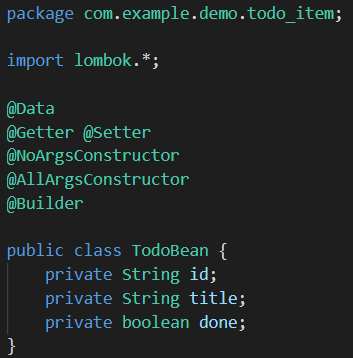 package com.example.demo.todo_item;
import lombok.*;
@Data
@Getter @Setter
@NoArgsConstructor
@AllArgsConstructor
@Builder
public class TodoBean {
    private String id;
    private String title;
    private boolean done;
}